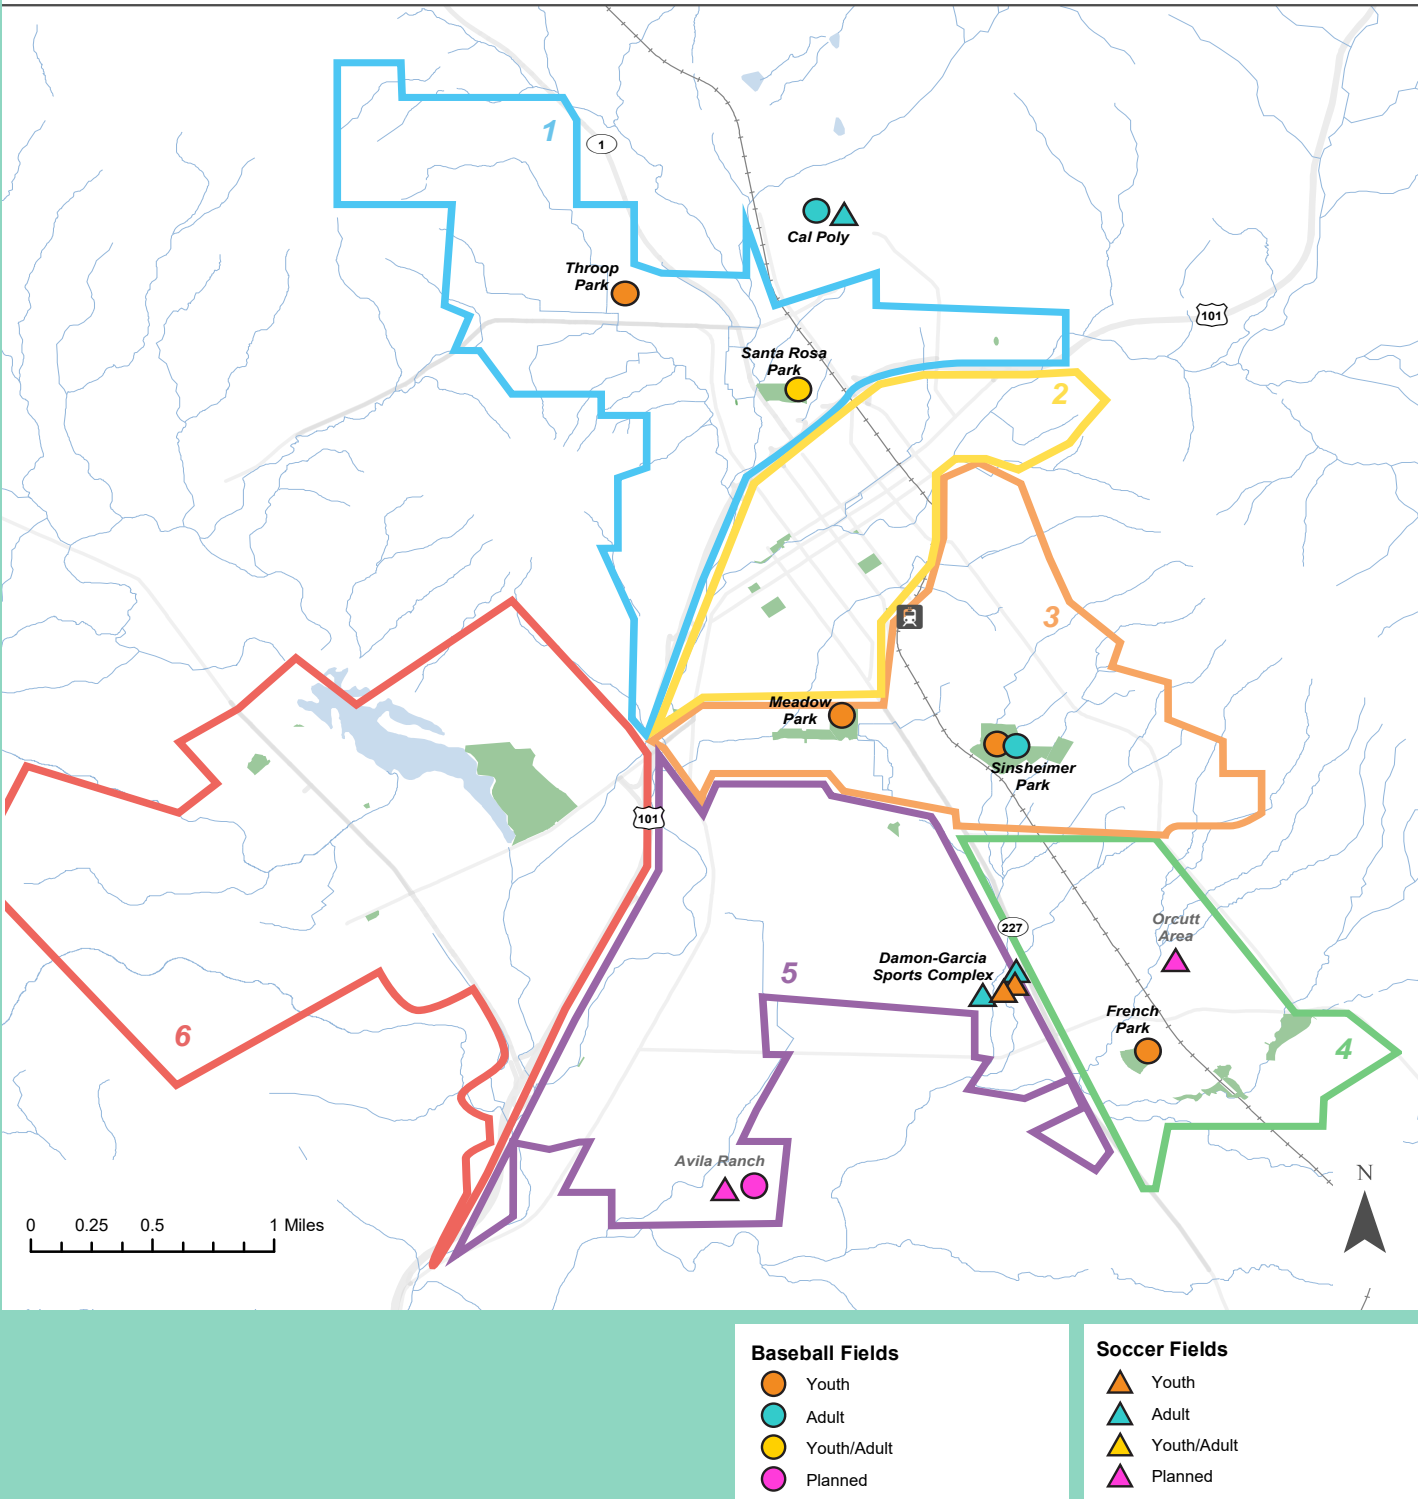 1
1
Cal Poly
Throop
Park
101
Santa Rosa
Park
2
3
Meadow
Park
Sinsheimer
Park
101
Orcutt
Area
227
Damon-Garcia
Sports Complex
5
French
Park
6
4
Avila Ranch
N
0 0.25 0.5 1 Miles
Baseball Fields
Youth
Adult
Youth/Adult
Planned
Soccer Fields
Youth
Adult
Youth/Adult
Planned